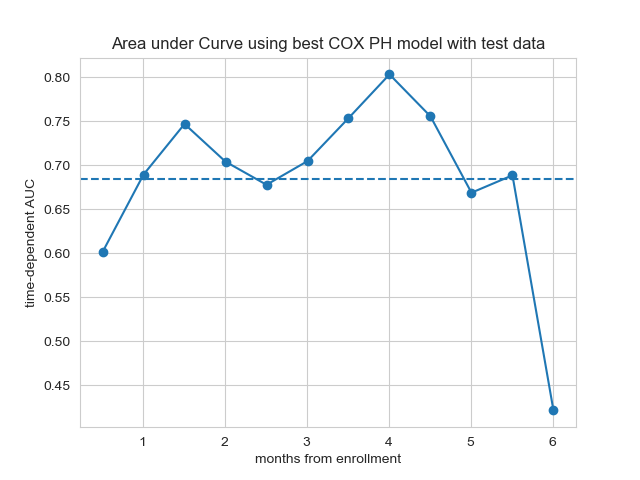 Area under Curve using best COX PH model with test data
time-dependent AUC
0.80
0.75
0.70
0.65
0.60
0.55
0.50
0.45
1 2 3 4 5 6
months from enrollment